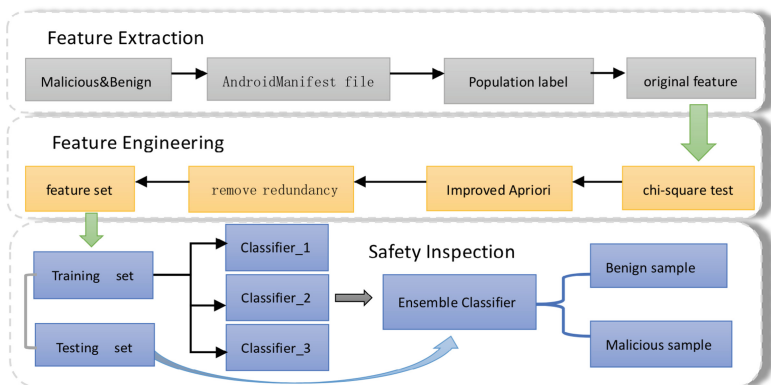 Feature Extraction
Malicious&Benign
AndroidManifest file
Population label
original feature
Feature Engineering
feature set
remove redundancy
Improved Apriori
chi-square test
Safety Inspection
Training set
Testing set
Classifier_1
Classifier_2
Classifier_3
Ensemble Classifier
Benign sample
Malicious sample